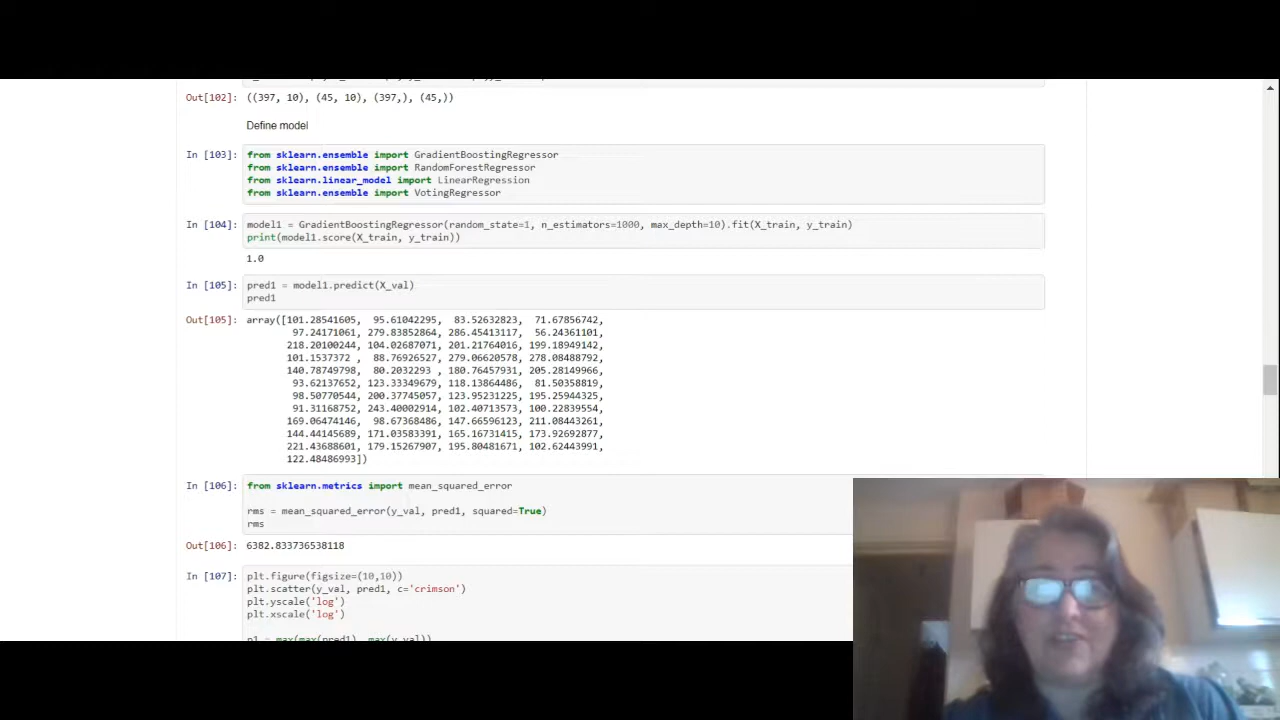 Out[102]: ((397, 10), (45, 10), (397,), (45,))
Define model
In [103]: from sklearn.ensemble import GradientBoostingRegressor
from sklearn.ensemble import RandomForestRegressor
from sklearn.linear_model import LinearRegression
from sklearn.ensemble import VotingRegressor
In [104]: model1 = GradientBoostingRegressor(random_state=1, n_estimators=1000, max_depth=10).fit(X_train, y_train)
print(model1.score(X_train, y_train))
1.0
In [105]: pred1 = model1.predict(X_val)
pred1
Out[105]: array([101.28541605, 95.61042295, 83.52632823, 71.67856742,
97.24171061, 279.83852864, 286.45413117, 56.24361101,
218.20100244, 104.02687071, 201.21764016, 199.18949142,
101.1537372 , 88.76926527, 279.06620578, 278.08488792,
140.78749798, 80.2032293 , 180.76457931, 205.28149966,
93.62137652, 123.33349679, 118.13864486, 81.50358819,
98.50770544, 200.37745057, 123.95231225, 195.25944325,
91.31168752, 243.40002914, 102.40713573, 100.22839554,
169.06474146, 98.67368486, 147.66596123, 211.08443261,
144.44145689, 171.03583391, 165.16731415, 173.92692877,
221.43688601, 179.15267907, 195.80481671, 102.62443991,
122.48486993])
In [106]: from sklearn.metrics import mean_squared_error
rms = mean_squared_error(y_val, pred1, squared=True)
rms
Out[106]: 6382.833736538118
In [107]: plt.figure(figsize=(10,10))
plt.scatter(y_val, pred1, c='crimson')
plt.yscale('log')
plt.xscale('log')
p1 = max(max(pred1), max(y_val))